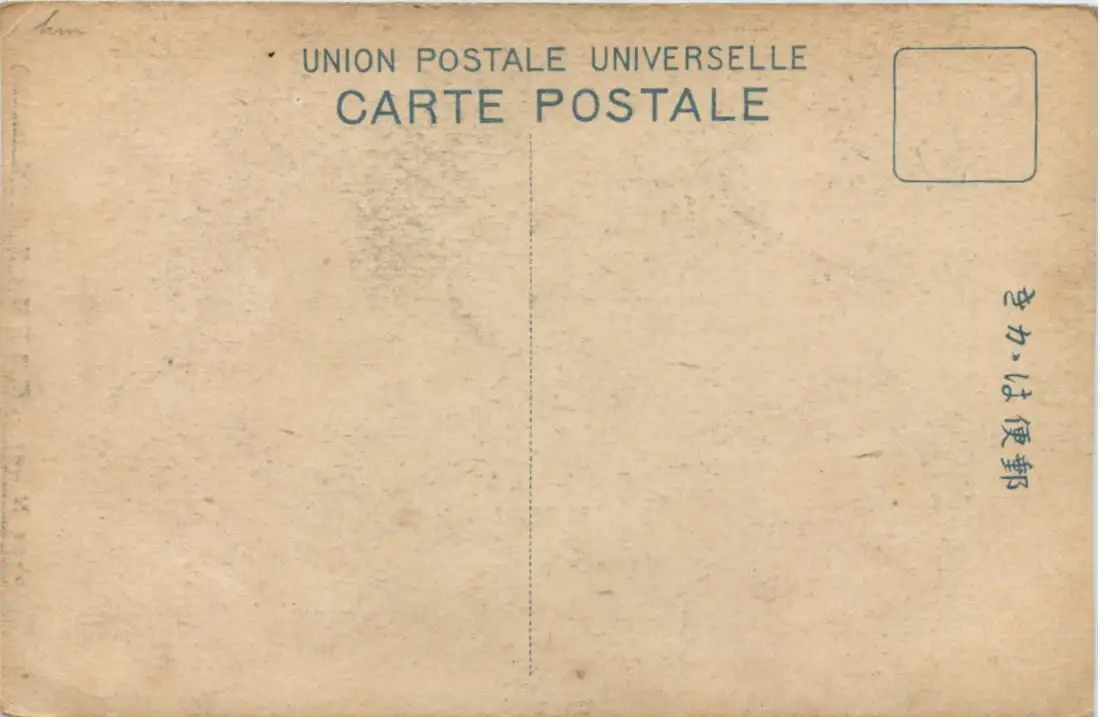 UNION POSTALE UNIVERSELLE
CARTE POSTALE
郵便はがき